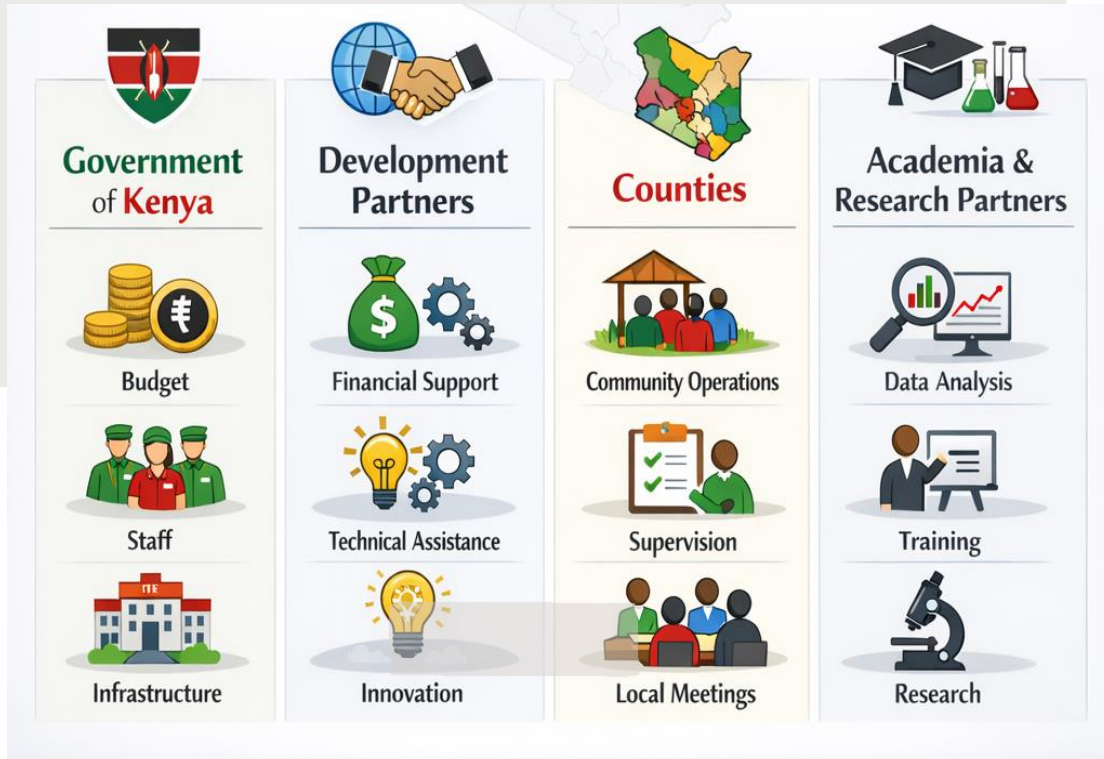 Government
of Kenya
Budget
Staff
Infrastructure
Development
Partners
$
Financial Support
Technical Assistance
Innovation
Counties
Community Operations
Supervision
Local Meetings
Academia &
Research Partners
Data Analysis
Training
Research